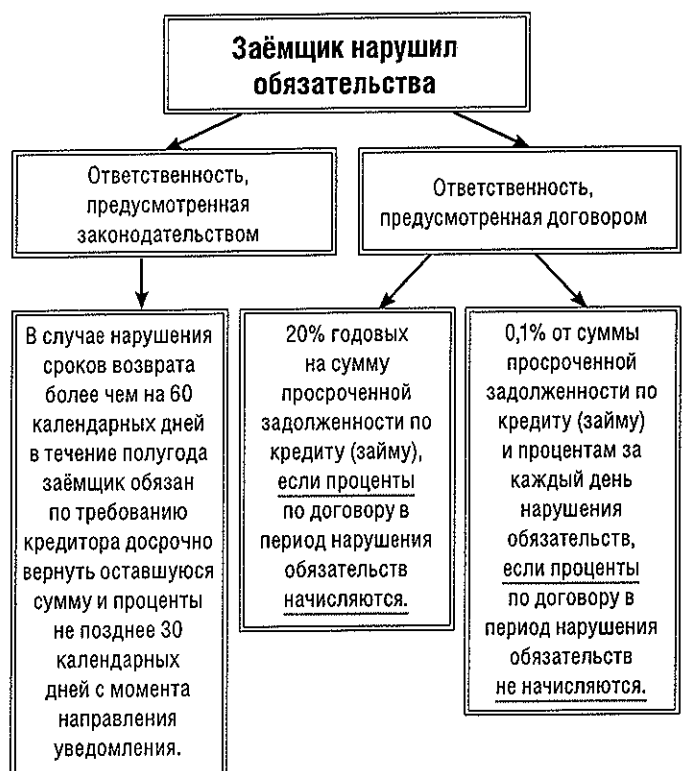 Заёмщик нарушил
обязательства
Ответственность,
предусмотренная
законодательством
Ответственность,
предусмотренная договором
В случае нарушения
сроков возврата
более чем на 60
календарных дней
в течение полугода
заёмщик обязан
по требованию
кредитора досрочно
вернуть оставшуюся
сумму и проценты
не позднее 30
календарных
дней с момента
направления
уведомления.
20% годовых
на сумму
просроченной
задолженности по
кредиту (займу),
если проценты
по договору в
период нарушения
обязательств
начисляются.
0,1% от суммы
просроченной
задолженности по
кредиту (займу)
и процентам за
каждый день
нарушения
обязательств,
если проценты
по договору в
период нарушения
обязательств
не начисляются.